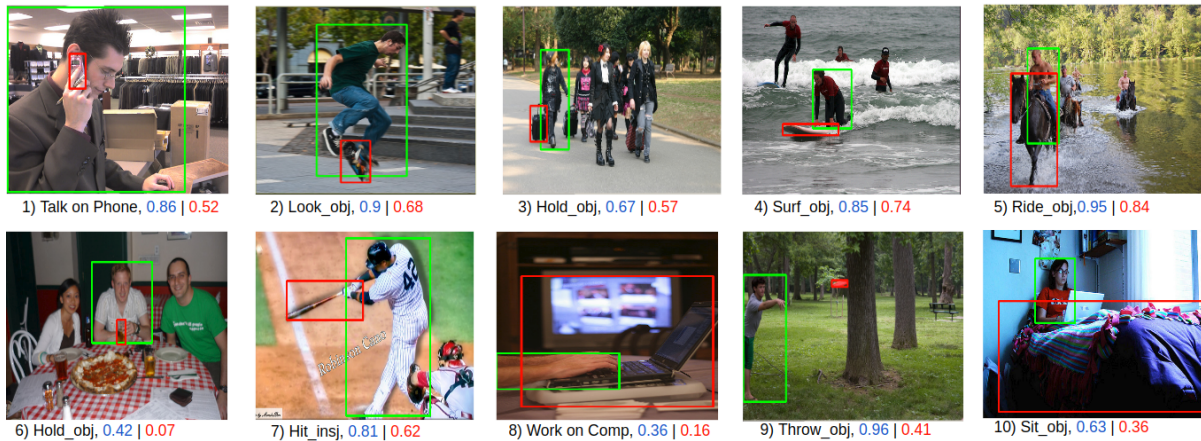 1) Talk on Phone, 0.86 | 0.52
2) Look_obj, 0.9 | 0.68
3) Hold_obj, 0.67 | 0.57
4) Surf_obj, 0.85 | 0.74
5) Ride_obj,0.95 | 0.84
42
6) Hold_obj, 0.42 | 0.07
7) Hit_insj, 0.81 | 0.62
8) Work on Comp, 0.36 | 0.16
9) Throw_obj, 0.96 | 0.41
10) Sit_obj, 0.63 | 0.36